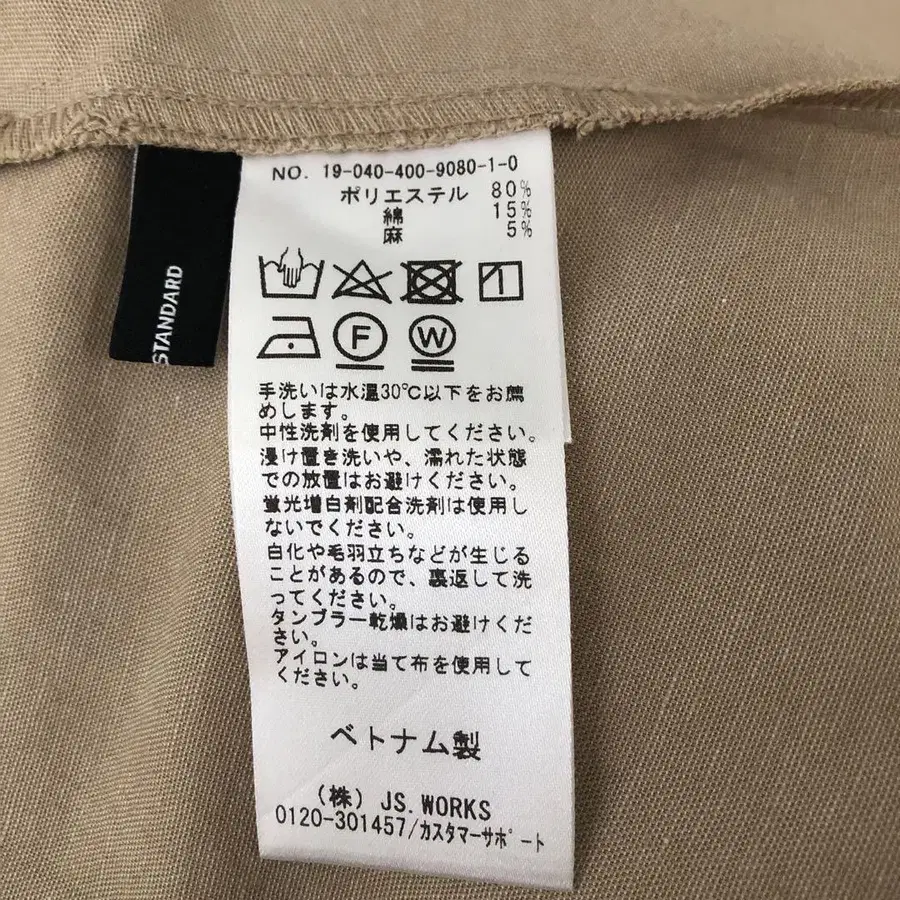 NO. 19-040-400-9080-1-0
ポリエステル 80%
綿 15%
麻 5%
F
W
手洗いは水温30℃以下をお薦
めします。
中性洗剤を使用してください。
浸け置き洗いや、濡れた状態
での放置はお避けください。
蛍光増白剤配合洗剤は使用し
ないでください。
白化や毛羽立ちなどが生じる
ことがあるので、裏返して洗
ってください。
タンブラー乾燥はお避けくだ
さい。
アイロンは当て布を使用して
ください。
ベトナム製
(株) JS.WORKS
0120-301457/カスタマーサポート
STANDARD